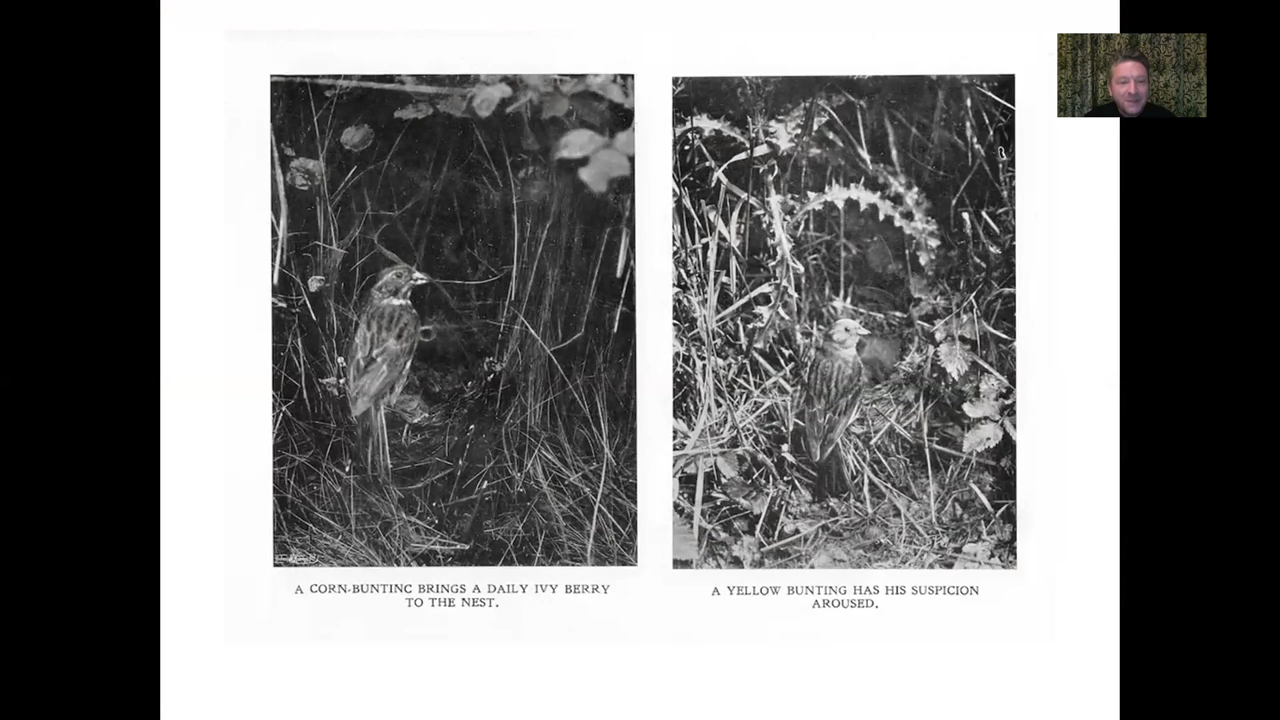 A CORN-BUNTINC BRINGS A DAILY IVY BERRY
TO THE NEST.
A YELLOW BUNTING HAS HIS SUSPICION
AROUSED.